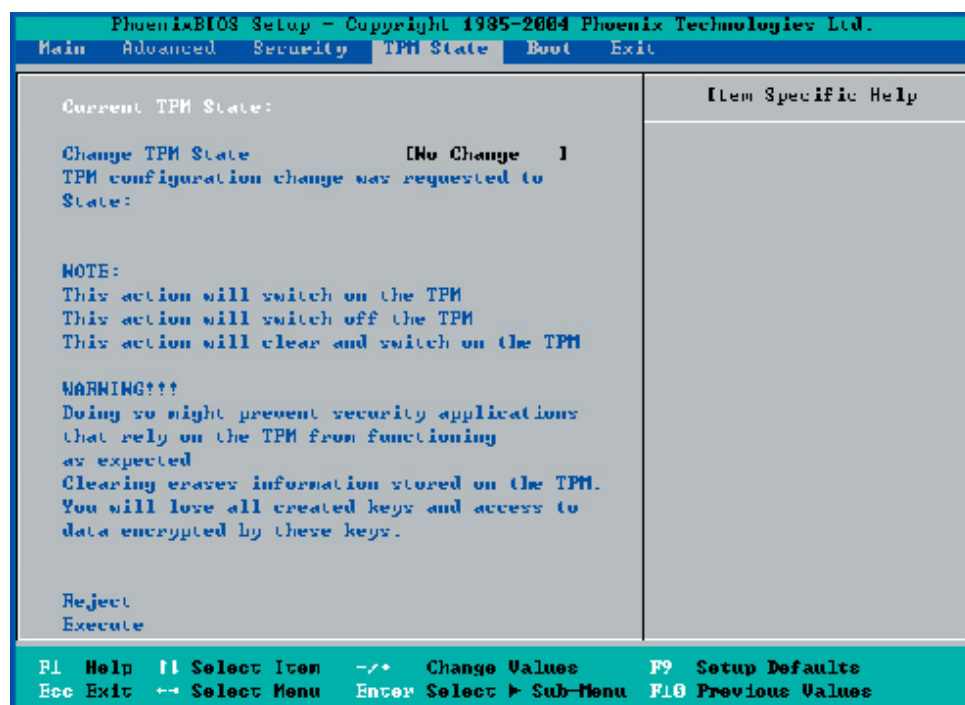 PhoenixBIOS Setup - Copyright 1985-2004 Phoenix Technologies Ltd.
Main Advanced Security TPM State Boot Exit
Item Specific Help
Current TPM State:
Change TPM State [No Change ]
TPM configuration change was requested to
State:
NOTE:
This action will switch on the TPM
This action will switch off the TPM
This action will clear and switch on the TPM
WARNING!!!
Doing so might prevent security applications
that rely on the TPM from functioning
as expected
Clearing erases information stored on the TPM.
You will lose all created keys and access to
data encrypted by these keys.
Reject
Execute
F1 Help ↑↓ Select Item -/+ Change Values F9 Setup Defaults
Esc Exit ←→ Select Menu Enter Select ▶ Sub-Menu F10 Previous Values